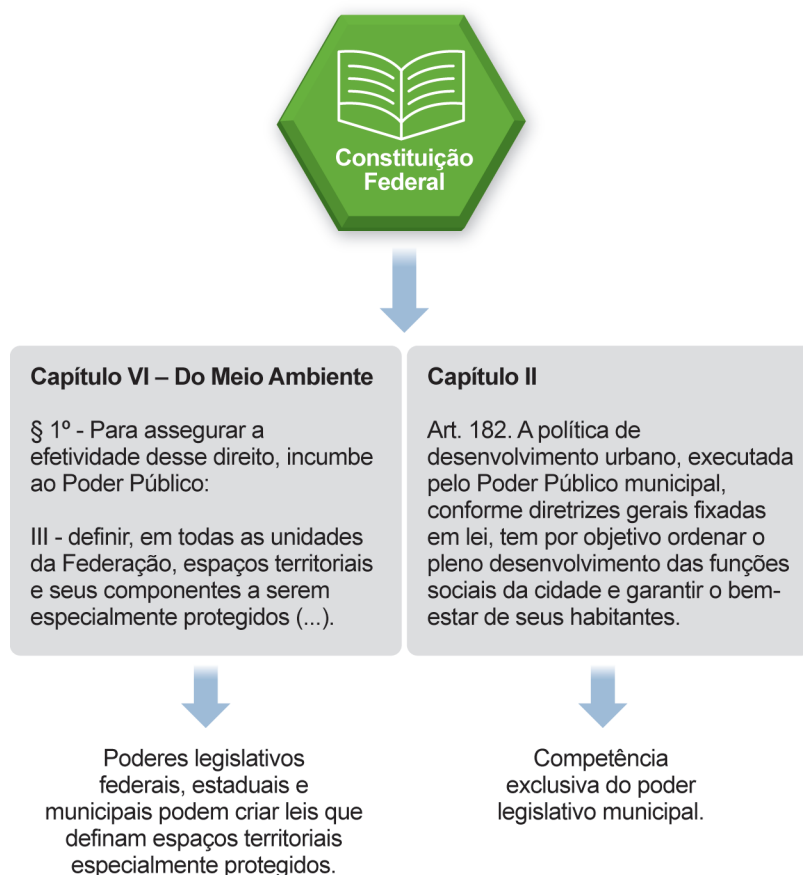 Constituição
Federal
Capítulo VI – Do Meio Ambiente
§ 1º - Para assegurar a
efetividade desse direito, incumbe
ao Poder Público:
III - definir, em todas as unidades
da Federação, espaços territoriais
e seus componentes a serem
especialmente protegidos (...).
Capítulo II
Art. 182. A política de
desenvolvimento urbano, executada
pelo Poder Público municipal,
conforme diretrizes gerais fixadas
em lei, tem por objetivo ordenar o
pleno desenvolvimento das funções
sociais da cidade e garantir o bem-
estar de seus habitantes.
Poderes legislativos
federais, estaduais e
municipais podem criar leis que
definam espaços territoriais
especialmente protegidos.
Competência
exclusiva do poder
legislativo municipal.